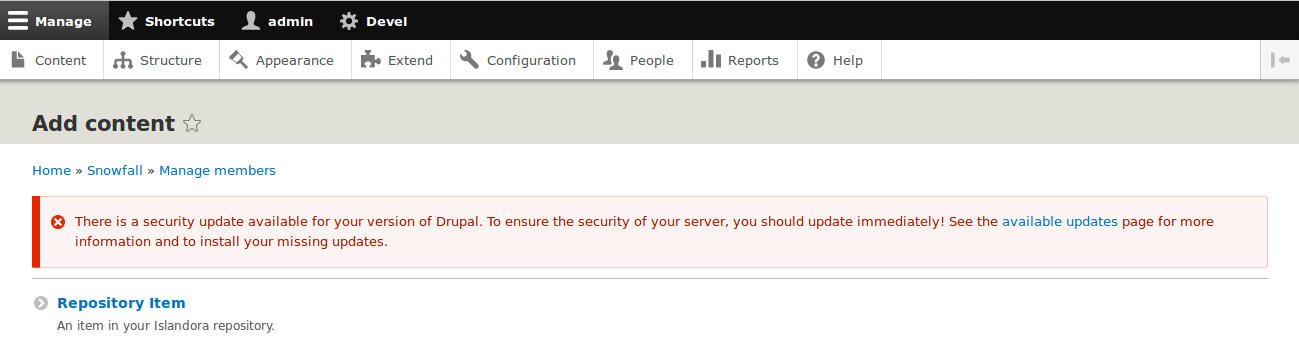 Manage Shortcuts admin Devel
Content Structure Appearance Extend Configuration People Reports Help
Add content
Home » Snowfall » Manage members
There is a security update available for your version of Drupal. To ensure the security of your server, you should update immediately! See the available updates page for more
information and to install your missing updates.
Repository Item
An item in your Islandora repository.